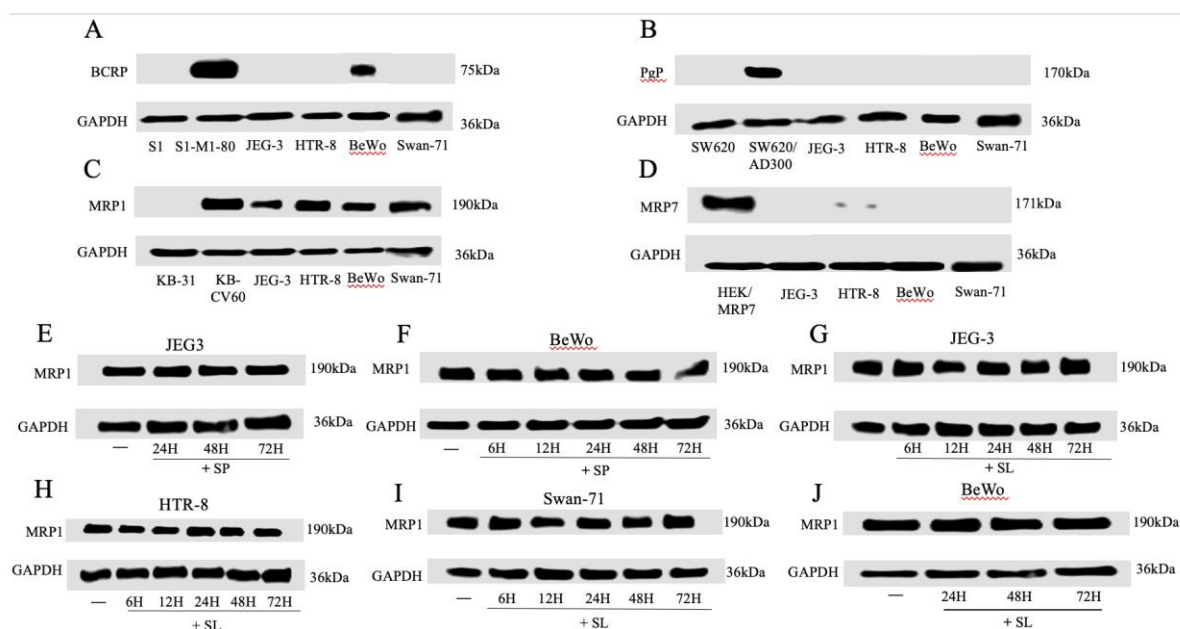 A
BCRP
75kDa
GAPDH
36kDa
S1 S1-M1-80 JEG-3 HTR-8 BeWo Swan-71
B
PgP
170kDa
GAPDH
36kDa
SW620 SW620/ JEG-3 HTR-8 BeWo Swan-71
AD300
C
MRP1
190kDa
GAPDH
36kDa
KB-31 KB- JEG-3 HTR-8 BeWo Swan-71
CV60
D
MRP7
171kDa
GAPDH
36kDa
HEK/ JEG-3 HTR-8 BeWo Swan-71
MRP7
E
JEG3
MRP1
190kDa
GAPDH
36kDa
— 24H 48H 72H
+ SP
F
BeWo
MRP1
190kDa
GAPDH
36kDa
— 6H 12H 24H 48H 72H
+ SP
G
JEG-3
MRP1
190kDa
GAPDH
36kDa
— 6H 12H 24H 48H 72H
+ SL
H
HTR-8
MRP1
190kDa
GAPDH
36kDa
— 6H 12H 24H 48H 72H
+ SL
I
Swan-71
MRP1
190kDa
GAPDH
36kDa
— 6H 12H 24H 48H 72H
+ SL
J
BeWo
MRP1
190kDa
GAPDH
36kDa
— 24H 48H 72H
+ SL